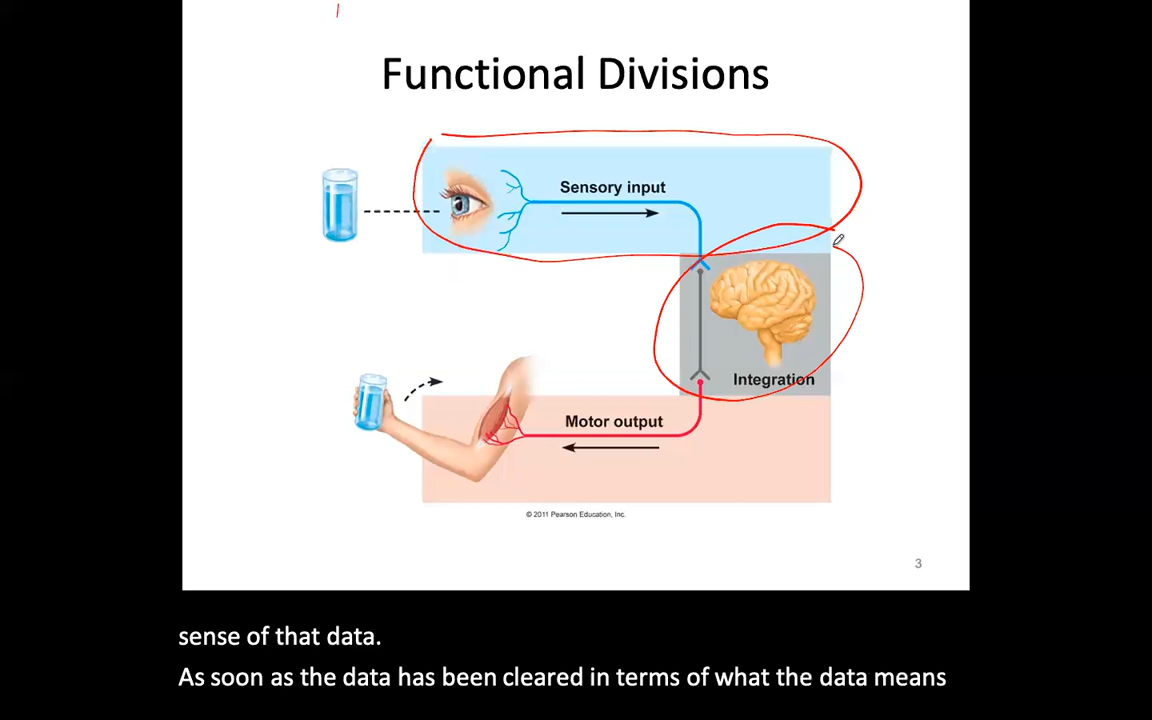 Functional Divisions
Sensory input
Integration
Motor output
© 2011 Pearson Education, Inc.
3
sense of that data.
As soon as the data has been cleared in terms of what the data means